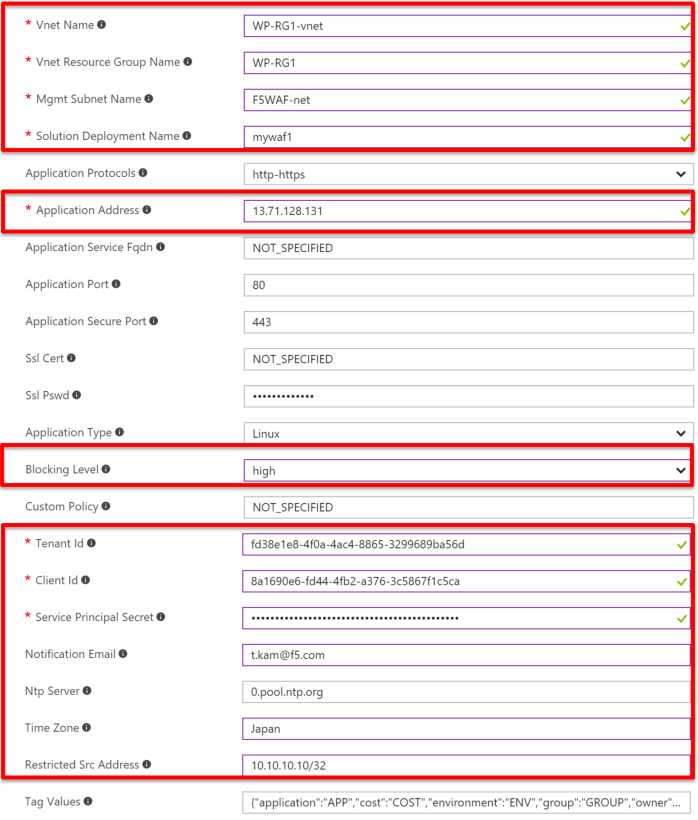 * Vnet Name WP-RG1-vnet
* Vnet Resource Group Name WP-RG1
* Mgmt Subnet Name F5WAF-net
* Solution Deployment Name mywaf1
Application Protocols http-https
* Application Address 13.71.128.131
Application Service Fqdn NOT_SPECIFIED
Application Port 80
Application Secure Port 443
Ssl Cert NOT_SPECIFIED
Ssl Pswd •••••••••••••
Application Type Linux
Blocking Level high
Custom Policy NOT_SPECIFIED
* Tenant Id fd38e1e8-4f0a-4ac4-8865-3299689ba56d
* Client Id 8a1690e6-fd44-4fb2-a376-3c5867f1c5ca
* Service Principal Secret ••••••••••••••••••••••••••••••••••••••••••••
Notification Email t.kam@f5.com
Ntp Server 0.pool.ntp.org
Time Zone Japan
Restricted Src Address 10.10.10.10/32
Tag Values {"application":"APP","cost":"COST","environment":"ENV","group":"GROUP","owner"...